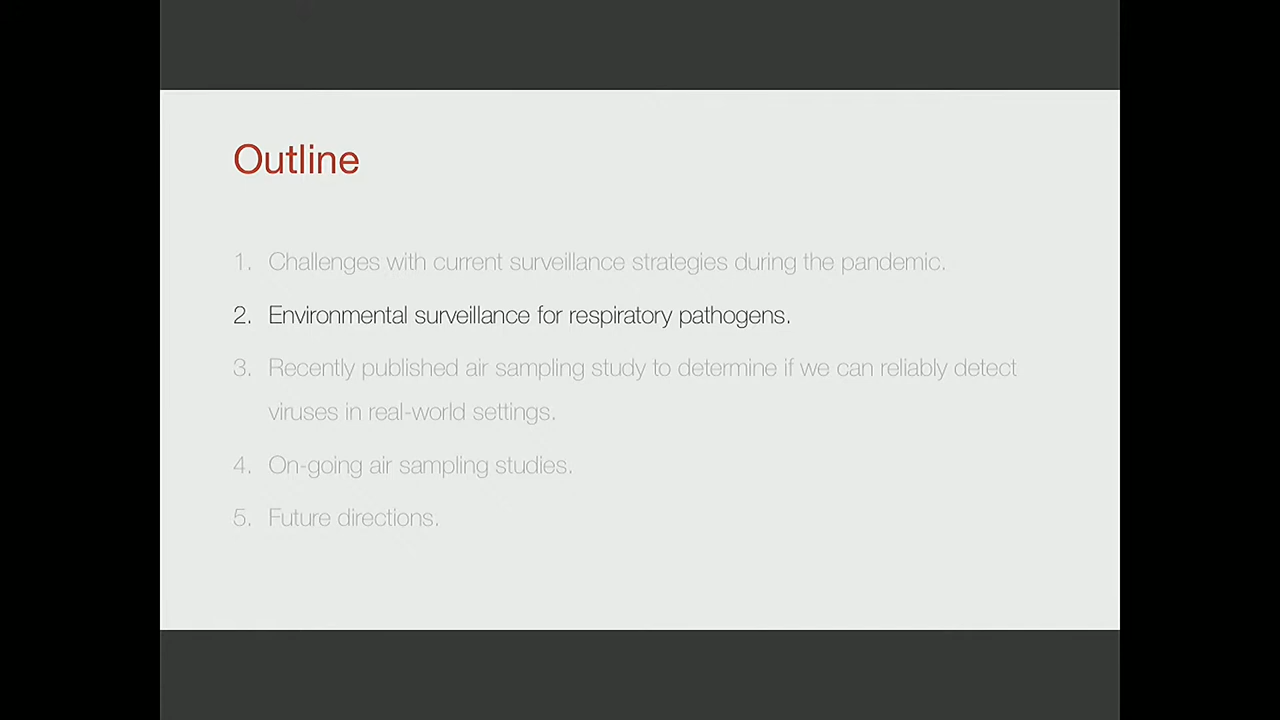 Outline
1. Challenges with current surveillance strategies during the pandemic.
2. Environmental surveillance for respiratory pathogens.
3. Recently published air sampling study to determine if we can reliably detect
viruses in real-world settings.
4. On-going air sampling studies.
5. Future directions.